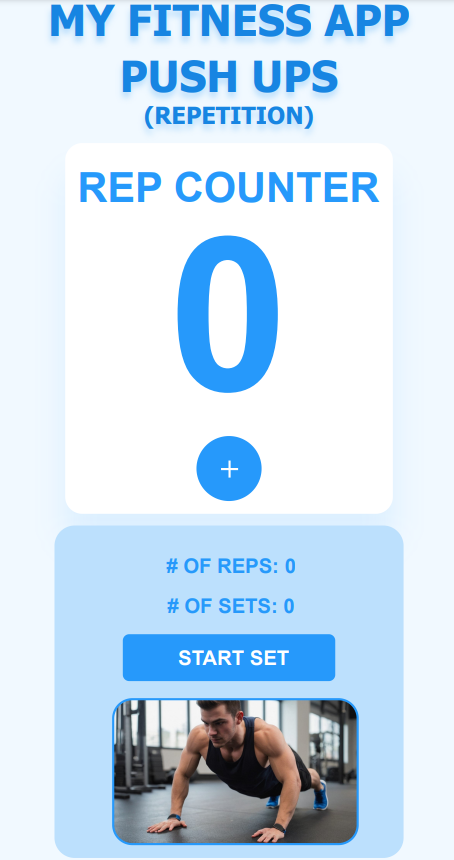 MY FITNESS APP
PUSH UPS
(REPETITION)
REP COUNTER
0
+
# OF REPS: 0
# OF SETS: 0
START SET